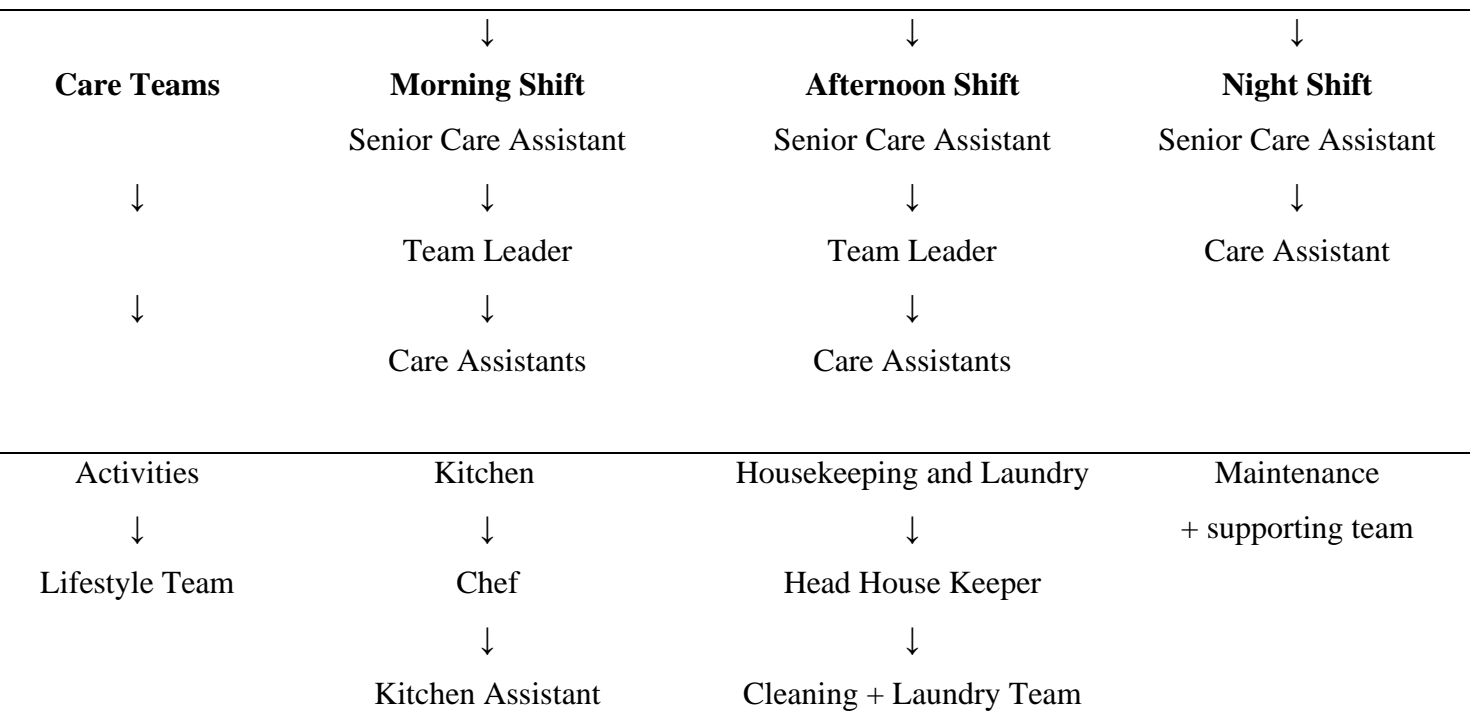 ↓ ↓ ↓
Care Teams Morning Shift Afternoon Shift Night Shift
Senior Care Assistant Senior Care Assistant Senior Care Assistant
↓ ↓ ↓ ↓
Team Leader Team Leader Care Assistant
↓ ↓ ↓
Care Assistants Care Assistants
Activities Kitchen Housekeeping and Laundry Maintenance
↓ ↓ ↓ + supporting team
Lifestyle Team Chef Head House Keeper
↓ ↓
Kitchen Assistant Cleaning + Laundry Team